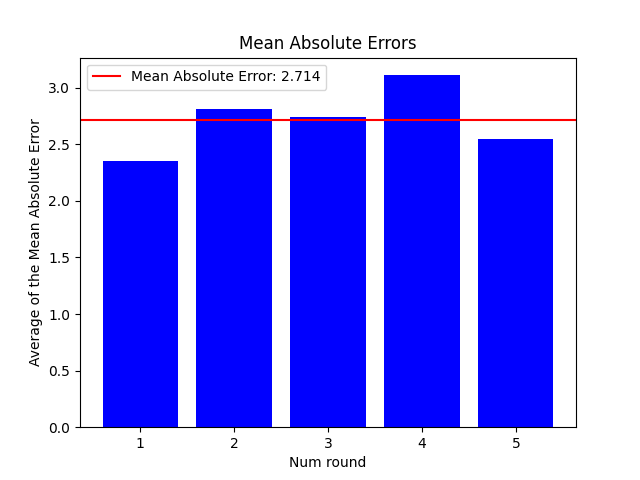 Mean Absolute Errors
Mean Absolute Error: 2.714
Average of the Mean Absolute Error
3.0
2.5
2.0
1.5
1.0
0.5
0.0
1 2 3 4 5
Num round